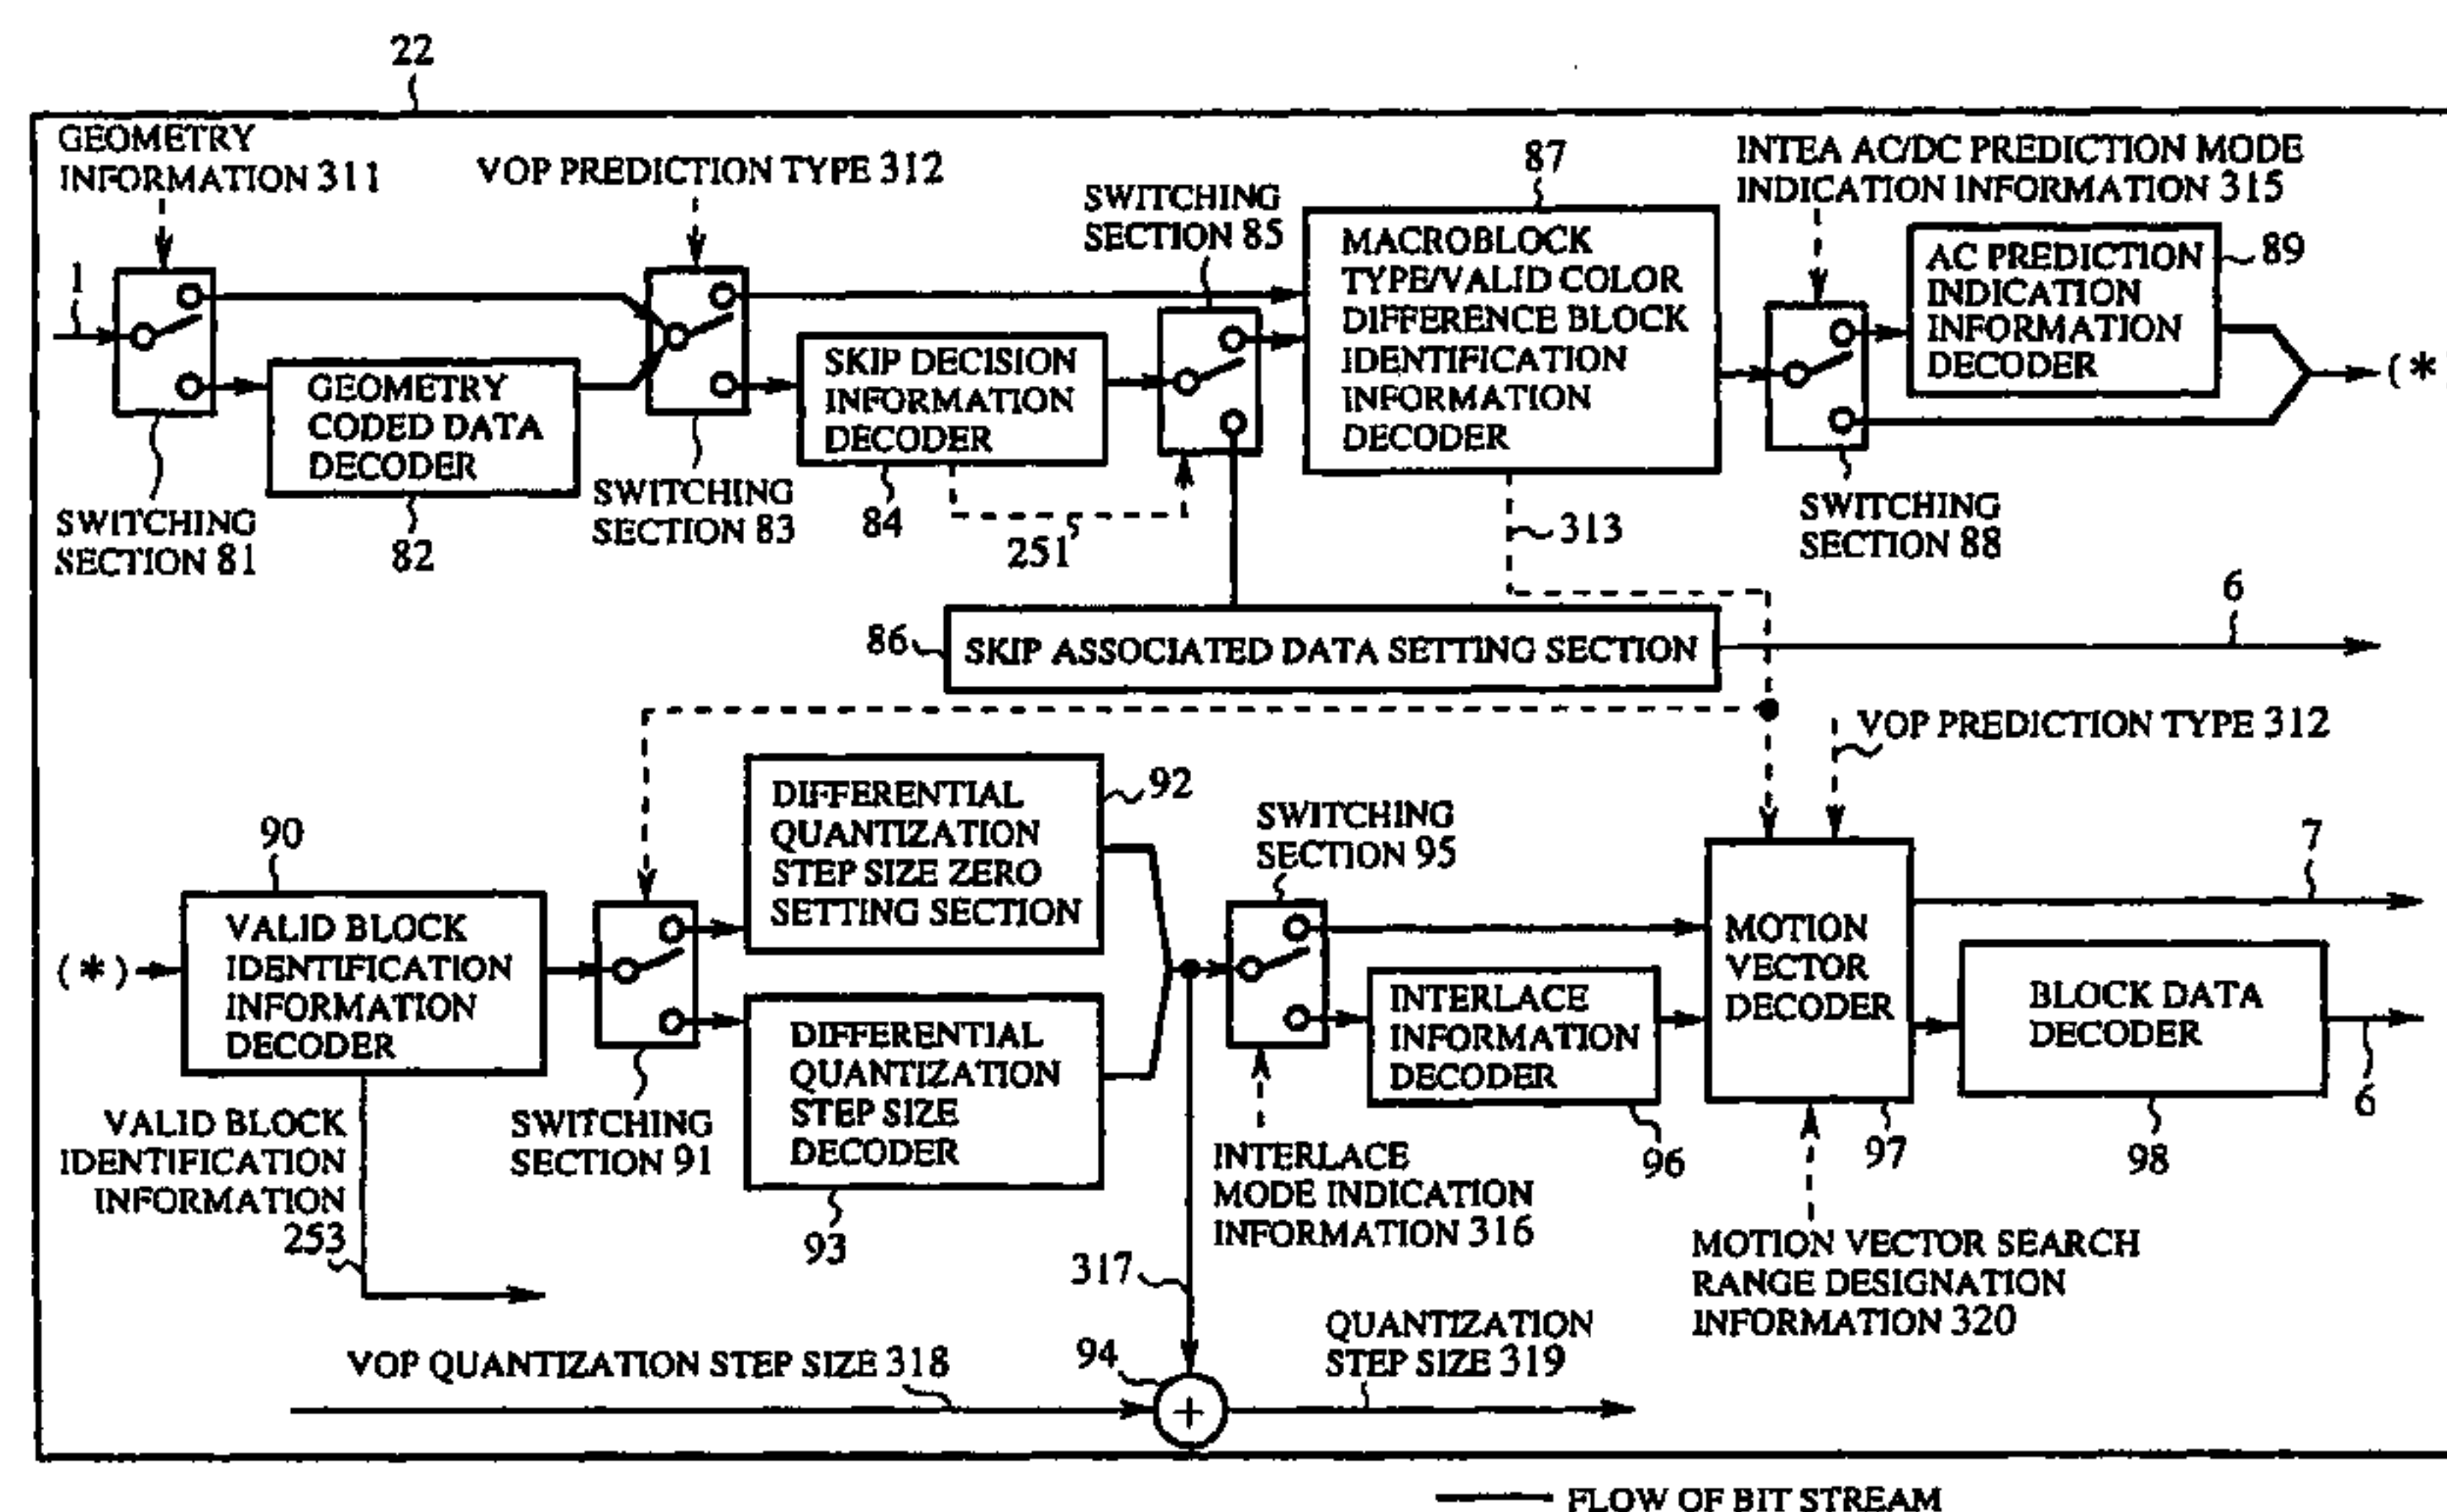 22
GEOMETRY
INFORMATION 311
VOP PREDICTION TYPE 312
SWITCHING
SECTION 85
87
INTEA AC/DC PREDICTION MODE
INDICATION INFORMATION 315
1
MACROBLOCK
TYPE/VALID COLOR
DIFFERENCE BLOCK
IDENTIFICATION
INFORMATION
DECODER
AC PREDICTION
INDICATION
INFORMATION
DECODER
89
(*
GEOMETRY
CODED DATA
DECODER
SKIP DECISION
INFORMATION
DECODER
SWITCHING
SECTION 81
82
SWITCHING
SECTION 83
84
251
313
SWITCHING
SECTION 88
86
SKIP ASSOCIATED DATA SETTING SECTION
6
VOP PREDICTION TYPE 312
90
DIFFERENTIAL
QUANTIZATION
STEP SIZE ZERO
SETTING SECTION
92
SWITCHING
SECTION 95
7
(*)
VALID BLOCK
IDENTIFICATION
INFORMATION
DECODER
MOTION
VECTOR
DECODER
INTERLACE
INFORMATION
DECODER
BLOCK DATA
DECODER
6
DIFFERENTIAL
QUANTIZATION
STEP SIZE
DECODER
VALID BLOCK
IDENTIFICATION
INFORMATION
253
SWITCHING
SECTION 91
93
INTERLACE
MODE INDICATION
INFORMATION 316
96
97
98
317
MOTION VECTOR SEARCH
RANGE DESIGNATION
INFORMATION 320
VOP QUANTIZATION STEP SIZE 318
94
+
QUANTIZATION
STEP SIZE 319
FLOW OF BIT STREAM